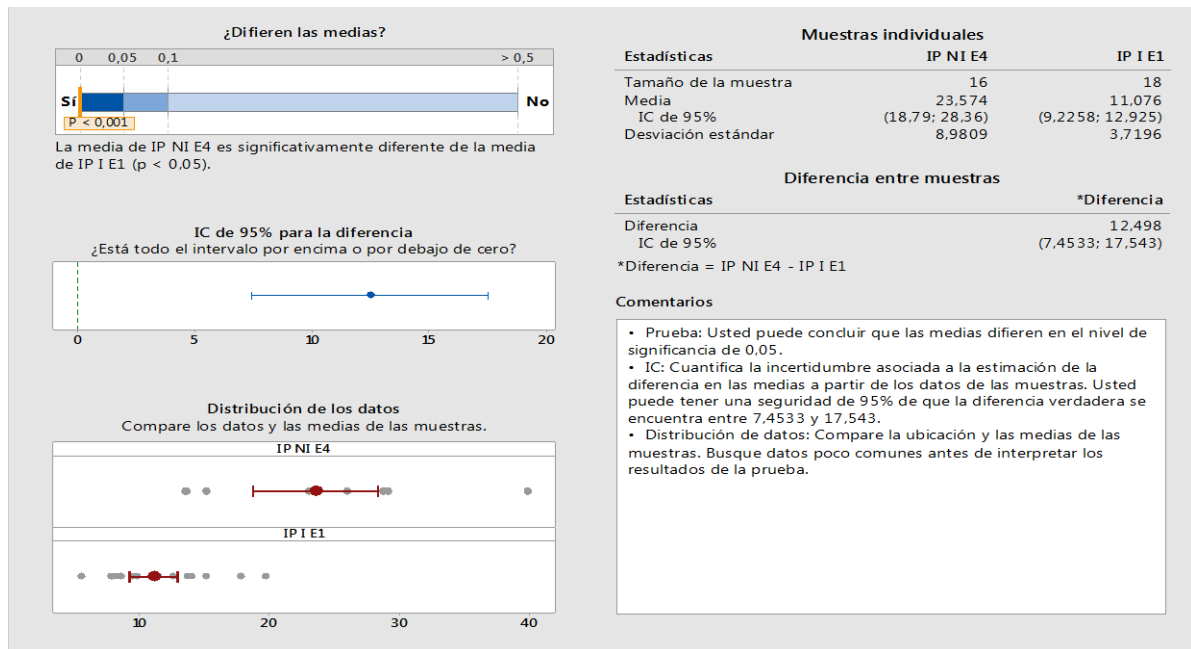 ¿Difieren las medias?
0 0,05 0,1 > 0,5
Sí No
P < 0,001
La media de IP NI E4 es significativamente diferente de la media
de IP I E1 (p < 0,05).
IC de 95% para la diferencia
¿Está todo el intervalo por encima o por debajo de cero?
0 5 10 15 20
Distribución de los datos
Compare los datos y las medias de las muestras.
IP NI E4
IP I E1
10 20 30 40
Muestras individuales
Estadísticas IP NI E4 IP I E1
Tamaño de la muestra 16 18
Media 23,574 11,076
IC de 95% (18,79; 28,36) (9,2258; 12,925)
Desviación estándar 8,9809 3,7196
Diferencia entre muestras
Estadísticas *Diferencia
Diferencia 12,498
IC de 95% (7,4533; 17,543)
*Diferencia = IP NI E4 - IP I E1
Comentarios
• Prueba: Usted puede concluir que las medias difieren en el nivel de
significancia de 0,05.
• IC: Cuantifica la incertidumbre asociada a la estimación de la
diferencia en las medias a partir de los datos de las muestras. Usted
puede tener una seguridad de 95% de que la diferencia verdadera se
encuentra entre 7,4533 y 17,543.
• Distribución de datos: Compare la ubicación y las medias de las
muestras. Busque datos poco comunes antes de interpretar los
resultados de la prueba.